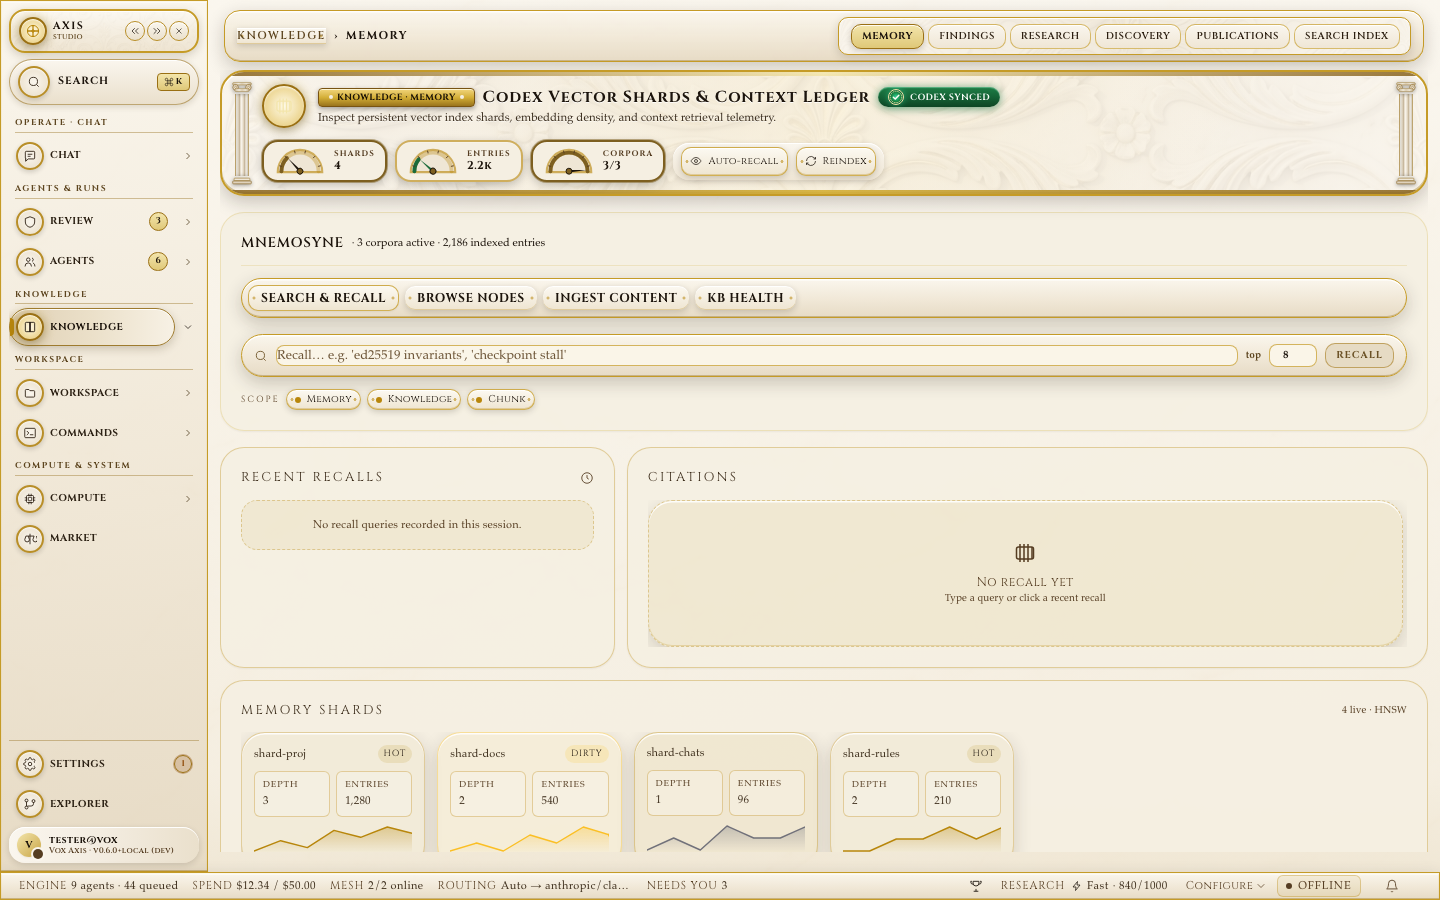 AXIS
STUDIO
SEARCH
⌘K
OPERATE · CHAT
CHAT
AGENTS & RUNS
REVIEW
3
AGENTS
6
KNOWLEDGE
KNOWLEDGE
WORKSPACE
WORKSPACE
COMMANDS
COMPUTE & SYSTEM
COMPUTE
MARKET
SETTINGS
1
EXPLORER
V
TESTER@VOX
VOX AXIS · V0.6.0+LOCAL (DEV)
KNOWLEDGE › MEMORY
MEMORY
FINDINGS
RESEARCH
DISCOVERY
PUBLICATIONS
SEARCH INDEX
KNOWLEDGE · MEMORY
CODEX VECTOR SHARDS & CONTEXT LEDGER
CODEX SYNCED
Inspect persistent vector index shards, embedding density, and context retrieval telemetry.
SHARDS
4
ENTRIES
2.2K
CORPORA
3/3
AUTO-RECALL
REINDEX
MNEMOSYNE · 3 corpora active · 2,186 indexed entries
SEARCH & RECALL
BROWSE NODES
INGEST CONTENT
KB HEALTH
Recall… e.g. 'ed25519 invariants', 'checkpoint stall'
top
8
RECALL
SCOPE
MEMORY
KNOWLEDGE
CHUNK
RECENT RECALLS
No recall queries recorded in this session.
CITATIONS
NO RECALL YET
Type a query or click a recent recall
MEMORY SHARDS
4 live · HNSW
shard-proj
HOT
DEPTH
3
ENTRIES
1,280
shard-docs
DIRTY
DEPTH
2
ENTRIES
540
shard-chats
DEPTH
1
ENTRIES
96
shard-rules
HOT
DEPTH
2
ENTRIES
210
ENGINE 9 agents · 44 queued
SPEND $12.34 / $50.00
MESH 2/2 online
ROUTING Auto → anthropic/cla…
NEEDS YOU 3
RESEARCH Fast · 840/1000
CONFIGURE
OFFLINE